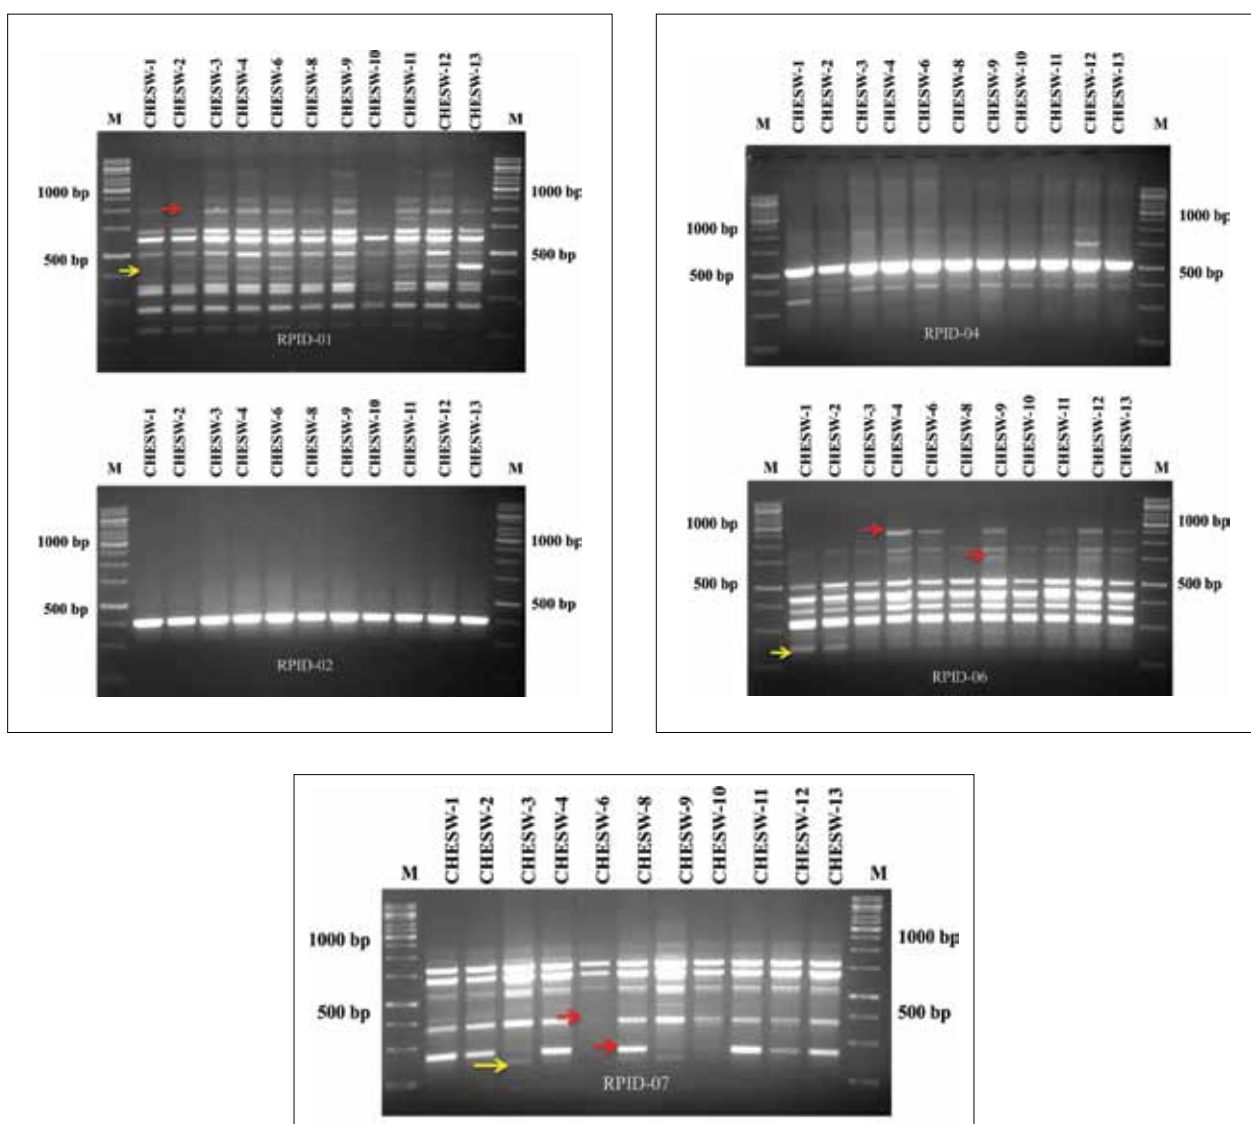 CHESW-1 CHESW-2 CHESW-3 CHESW-4 CHESW-6 CHESW-8 CHESW-9 CHESW-10 CHESW-11 CHESW-12 CHESW-13
M M
1000 bp 1000 bp
500 bp 500 bp
RPID-01
CHESW-1 CHESW-2 CHESW-3 CHESW-4 CHESW-6 CHESW-8 CHESW-9 CHESW-10 CHESW-11 CHESW-12 CHESW-13
M M
1000 bp 1000 bp
500 bp 500 bp
RPID-02
CHESW-1 CHESW-2 CHESW-3 CHESW-4 CHESW-6 CHESW-8 CHESW-9 CHESW-10 CHESW-11 CHESW-12 CHESW-13
M M
1000 bp 1000 bp
500 bp 500 bp
RPID-04
CHESW-1 CHESW-2 CHESW-3 CHESW-4 CHESW-6 CHESW-8 CHESW-9 CHESW-10 CHESW-11 CHESW-12 CHESW-13
M M
1000 bp 1000 bp
500 bp 500 bp
RPID-06
CHESW-1 CHESW-2 CHESW-3 CHESW-4 CHESW-6 CHESW-8 CHESW-9 CHESW-10 CHESW-11 CHESW-12 CHESW-13
M M
1000 bp 1000 bp
500 bp 500 bp
RPID-07